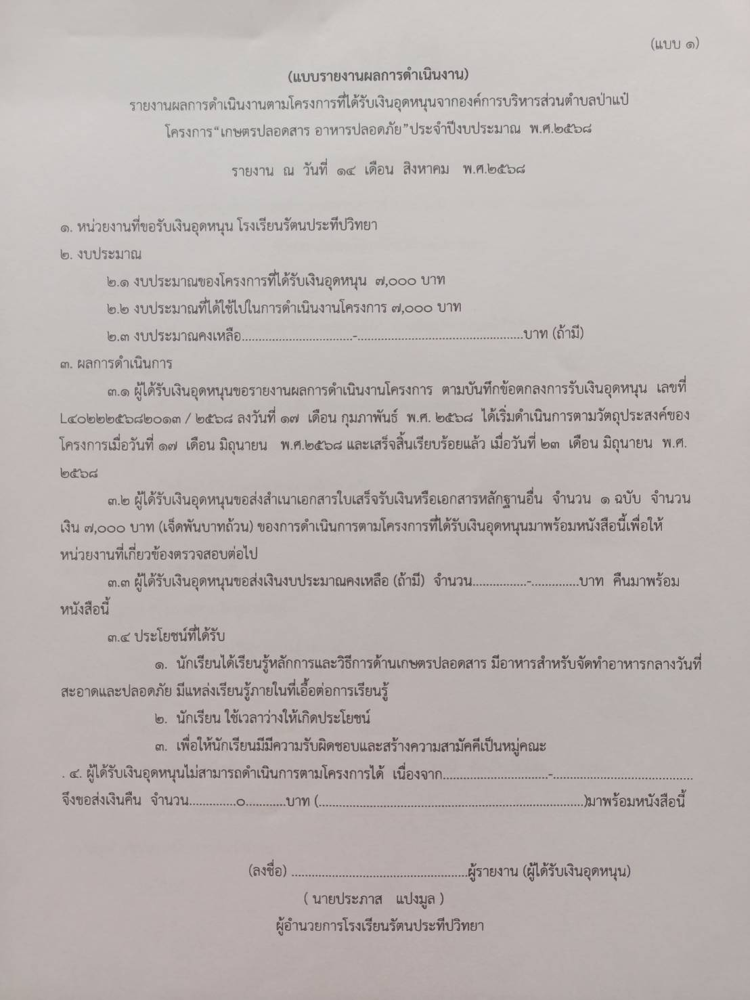 (แบบ ๑)
(แบบรายงานผลการดำเนินงาน)
รายงานผลการดำเนินงานตามโครงการที่ได้รับเงินอุดหนุนจากองค์การบริหารส่วนตำบลป่าแป๋
โครงการ“เกษตรปลอดสาร อาหารปลอดภัย”ประจำปีงบประมาณ พ.ศ.๒๕๖๘
รายงาน ณ วันที่ ๑๔ เดือน สิงหาคม พ.ศ.๒๕๖๘
๑. หน่วยงานที่ขอรับเงินอุดหนุน โรงเรียนรัตนประทีปวิทยา
๒. งบประมาณ
๒.๑ งบประมาณของโครงการที่ได้รับเงินอุดหนุน ๗,๐๐๐ บาท
๒.๒ งบประมาณที่ได้ใช้ไปในการดำเนินงานโครงการ ๗,๐๐๐ บาท
๒.๓ งบประมาณคงเหลือ.................................-.................................................บาท (ถ้ามี)
๓. ผลการดำเนินการ
๓.๑ ผู้ได้รับเงินอุดหนุนขอรายงานผลการดำเนินงานโครงการ ตามบันทึกข้อตกลงการรับเงินอุดหนุน เลขที่
L๔๐๒๒๒๕๖๘๒๐๑๓ / ๒๕๖๘ ลงวันที่ ๑๗ เดือน กุมภาพันธ์ พ.ศ. ๒๕๖๘ ได้เริ่มดำเนินการตามวัตถุประสงค์ของ
โครงการเมื่อวันที่ ๑๗ เดือน มิถุนายน พ.ศ.๒๕๖๘ และเสร็จสิ้นเรียบร้อยแล้ว เมื่อวันที่ ๒๓ เดือน มิถุนายน พ.ศ.
๒๕๖๘
๓.๒ ผู้ได้รับเงินอุดหนุนขอส่งสำเนาเอกสารใบเสร็จรับเงินหรือเอกสารหลักฐานอื่น จำนวน ๑ ฉบับ จำนวน
เงิน ๗,๐๐๐ บาท (เจ็ดพันบาทถ้วน) ของการดำเนินการตามโครงการที่ได้รับเงินอุดหนุนมาพร้อมหนังสือนี้เพื่อให้
หน่วยงานที่เกี่ยวข้องตรวจสอบต่อไป
๓.๓ ผู้ได้รับเงินอุดหนุนขอส่งเงินงบประมาณคงเหลือ (ถ้ามี) จำนวน................-..............บาท คืนมาพร้อม
หนังสือนี้
๓.๔ ประโยชน์ที่ได้รับ
๑. นักเรียนได้เรียนรู้หลักการและวิธีการด้านเกษตรปลอดสาร มีอาหารสำหรับจัดทำอาหารกลางวันที่
สะอาดและปลอดภัย มีแหล่งเรียนรู้ภายในที่เอื้อต่อการเรียนรู้
๒. นักเรียน ใช้เวลาว่างให้เกิดประโยชน์
๓. เพื่อให้นักเรียนมีมีความรับผิดชอบและสร้างความสามัคคีเป็นหมู่คณะ
. ๔. ผู้ได้รับเงินอุดหนุนไม่สามารถดำเนินการตามโครงการได้ เนื่องจาก...............................-.........................................
จึงขอส่งเงินคืน จำนวน..............๐............บาท (..............................................................................)มาพร้อมหนังสือนี้
(ลงชื่อ) ....................................................ผู้รายงาน (ผู้ได้รับเงินอุดหนุน)
( นายประภาส แปงมูล )
ผู้อำนวยการโรงเรียนรัตนประทีปวิทยา